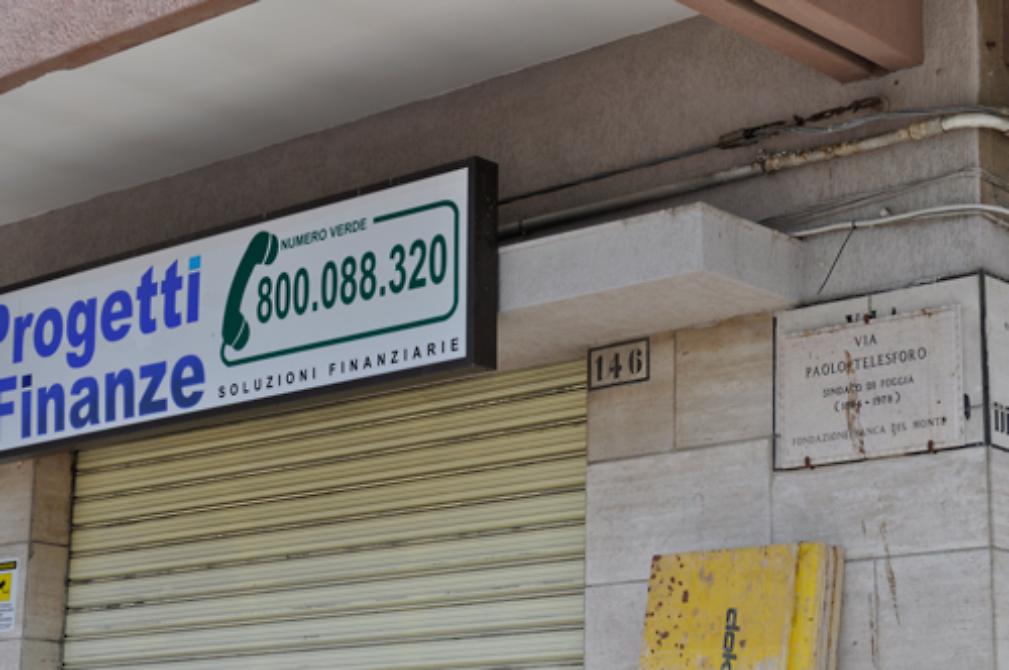 Progetti
Finanze
NUMERO VERDE
800.088.320
SOLUZIONI FINANZIARIE
146
VIA
PAOLO TELESFORO
SINDACO DI FOGGIA
FONDAZIONE BANCA DEL MONTE